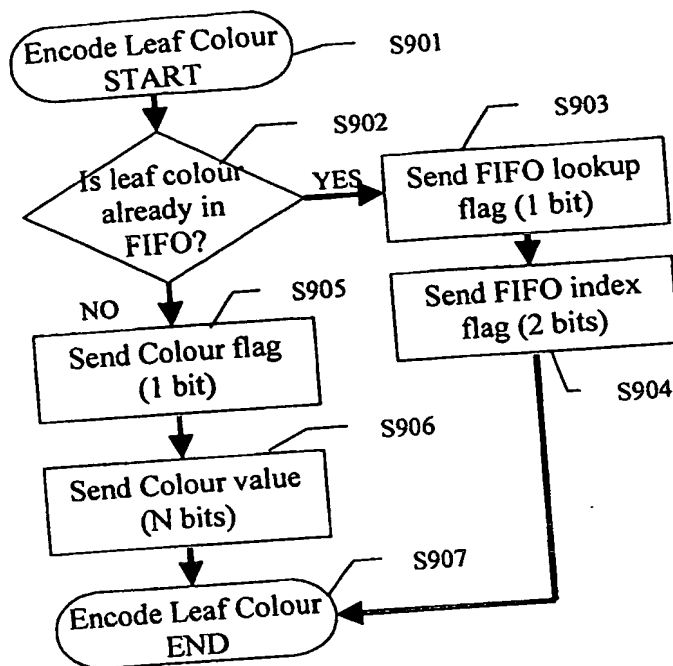 Encode Leaf Colour
START
S901
S902
Is leaf colour
already in
FIFO?
YES
S903
Send FIFO lookup
flag (1 bit)
Send FIFO index
flag (2 bits)
S904
NO
S905
Send Colour flag
(1 bit)
S906
Send Colour value
(N bits)
S907
Encode Leaf Colour
END